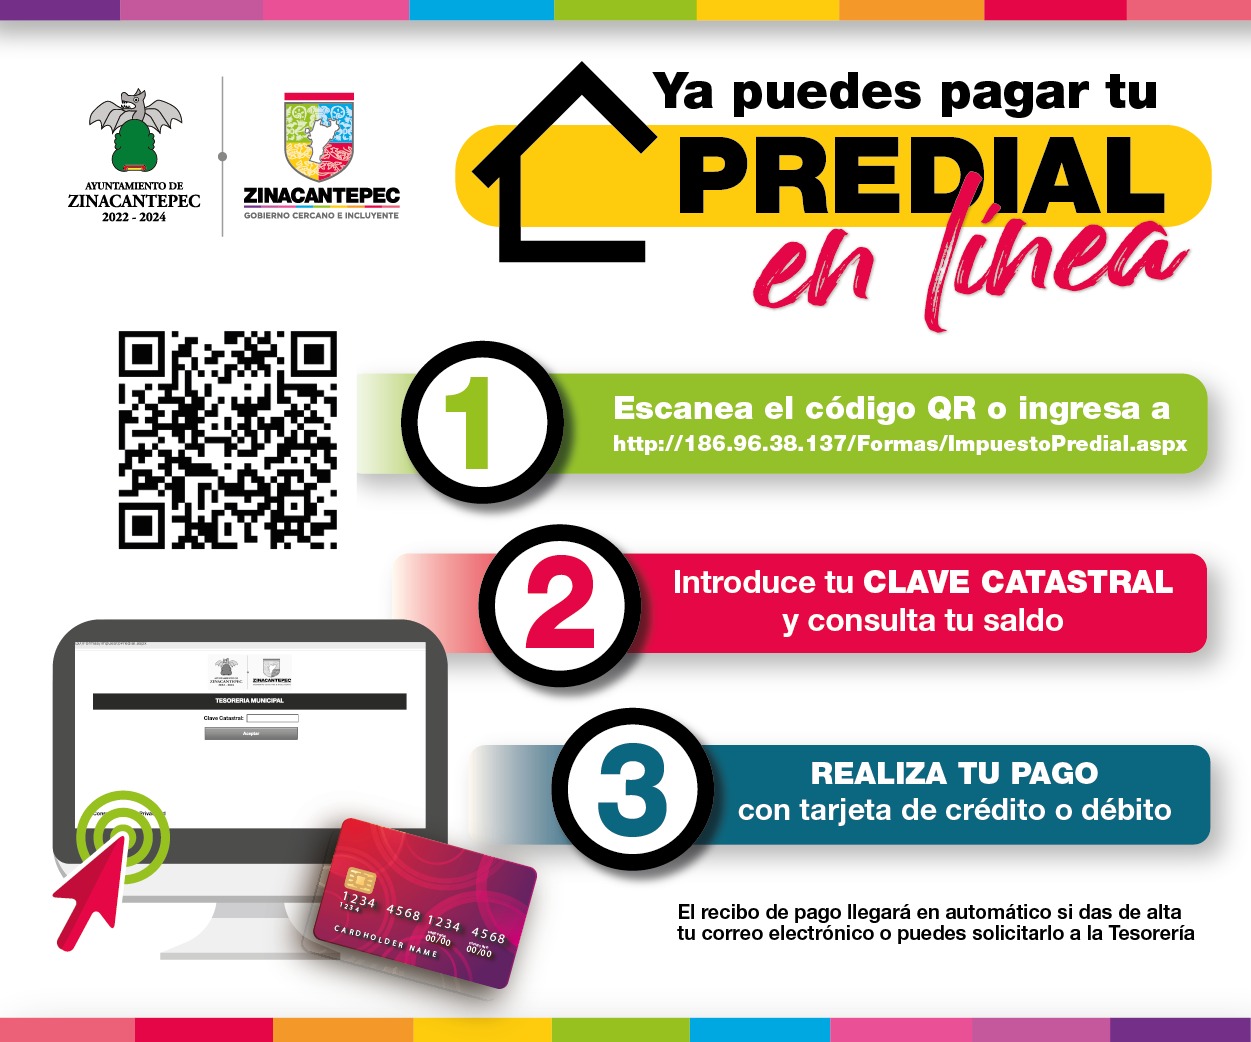 Ya puedes pagar tu
PREDIAL
en línea
AYUNTAMIENTO DE
ZINACANTEPEC
2022 - 2024
ZINACANTEPEC
GOBIERNO CERCANO E INCLUYENTE
1
Escanea el código QR o ingresa a
http://186.96.38.137/Formas/ImpuestoPredial.aspx
2
Introduce tu CLAVE CATASTRAL
y consulta tu saldo
ZINACANTEPEC
ZINACANTEPEC
TESORERIA MUNICIPAL
Clave Catastral:
Aceptar
3
REALIZA TU PAGO
con tarjeta de crédito o débito
1234 4568 1234 4568
1234
00/00 00/00
CARDHOLDER NAME
El recibo de pago llegará en automático si das de alta
tu correo electrónico o puedes solicitarlo a la Tesorería